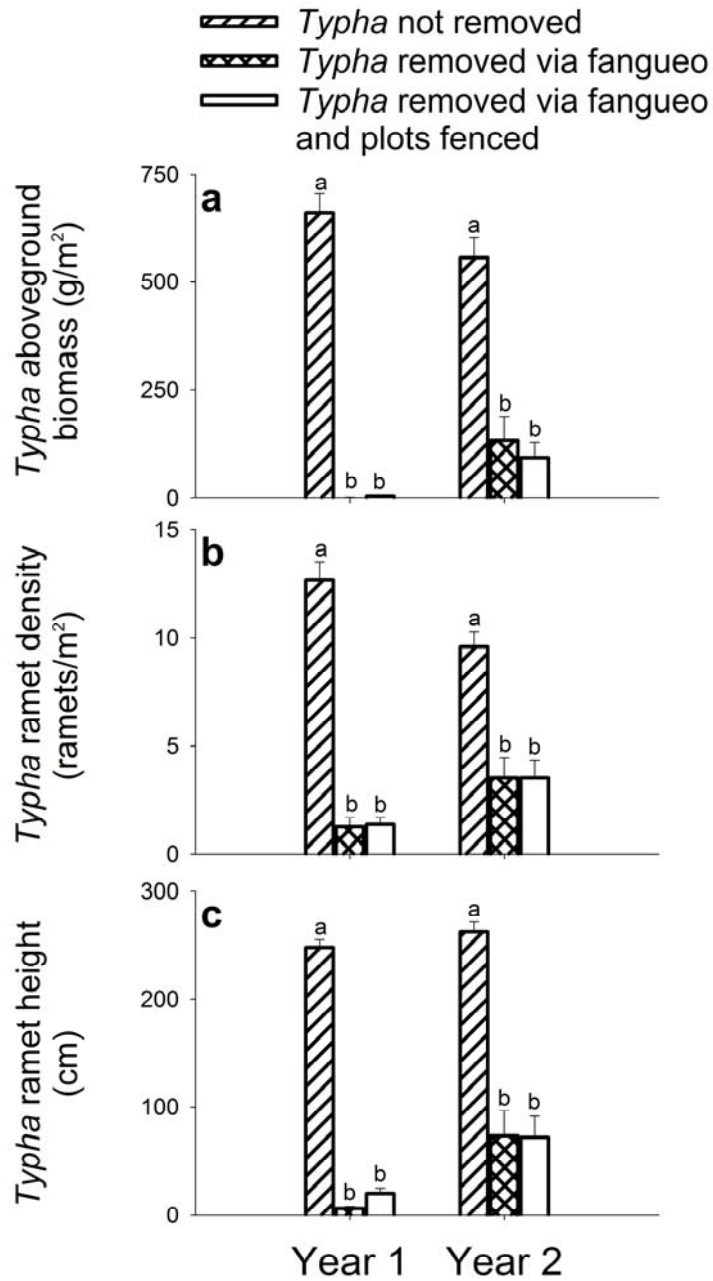 Typha not removed
Typha removed via fangueo
Typha removed via fangueo
and plots fenced
Typha aboveground
biomass (g/m²)
750
500
250
0
a
a
b b
a
b
b
Typha ramet density
(ramets/m²)
15
10
5
0
b
a
b b
a
b b
Typha ramet height
(cm)
300
200
100
0
c
a
b
b
a
b b
Year 1 Year 2